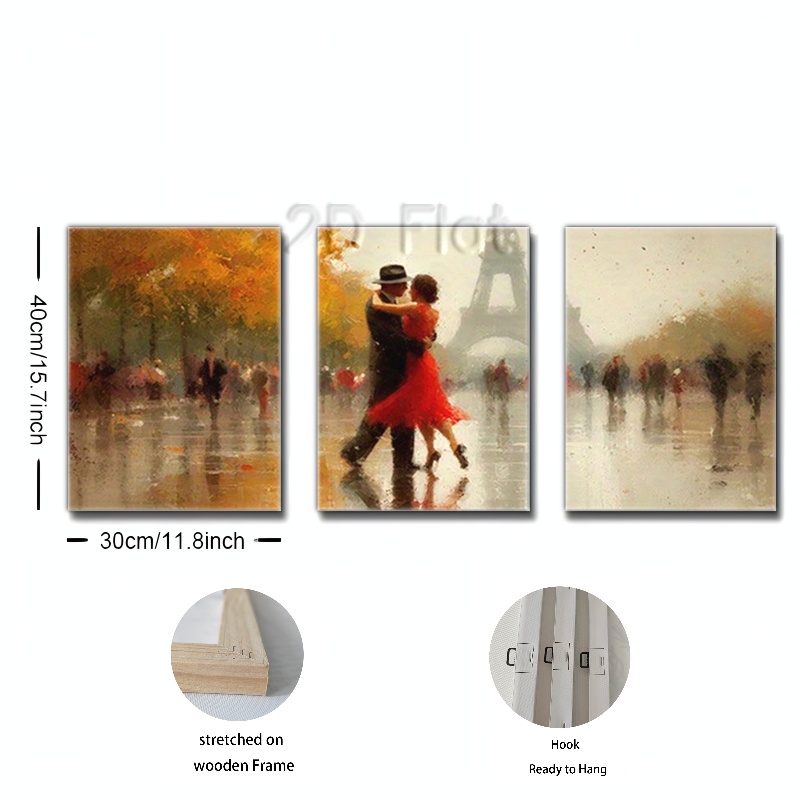 2D Flat
40cm/15.7inch
30cm/11.8inch
stretched on
wooden Frame
Hook
Ready to Hang